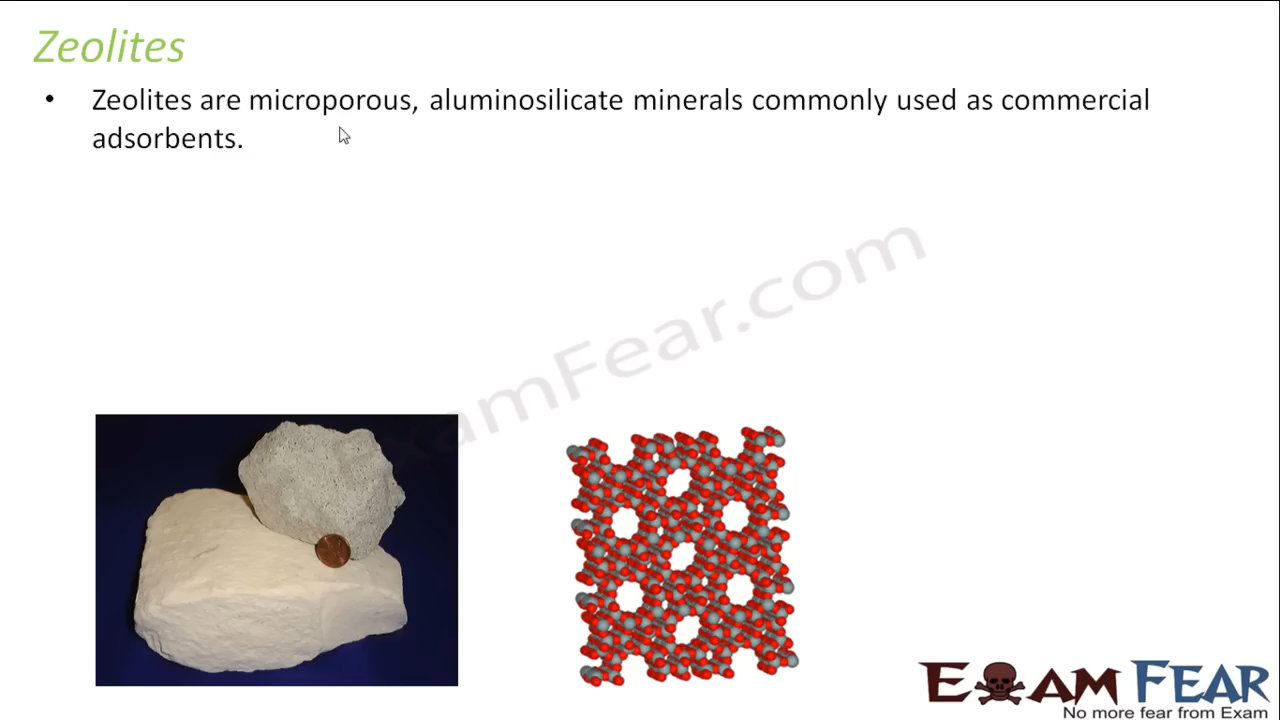 Zeolites
• Zeolites are microporous, aluminosilicate minerals commonly used as commercial
adsorbents.
amFear.com
EXAM FEAR
No more fear from Exam